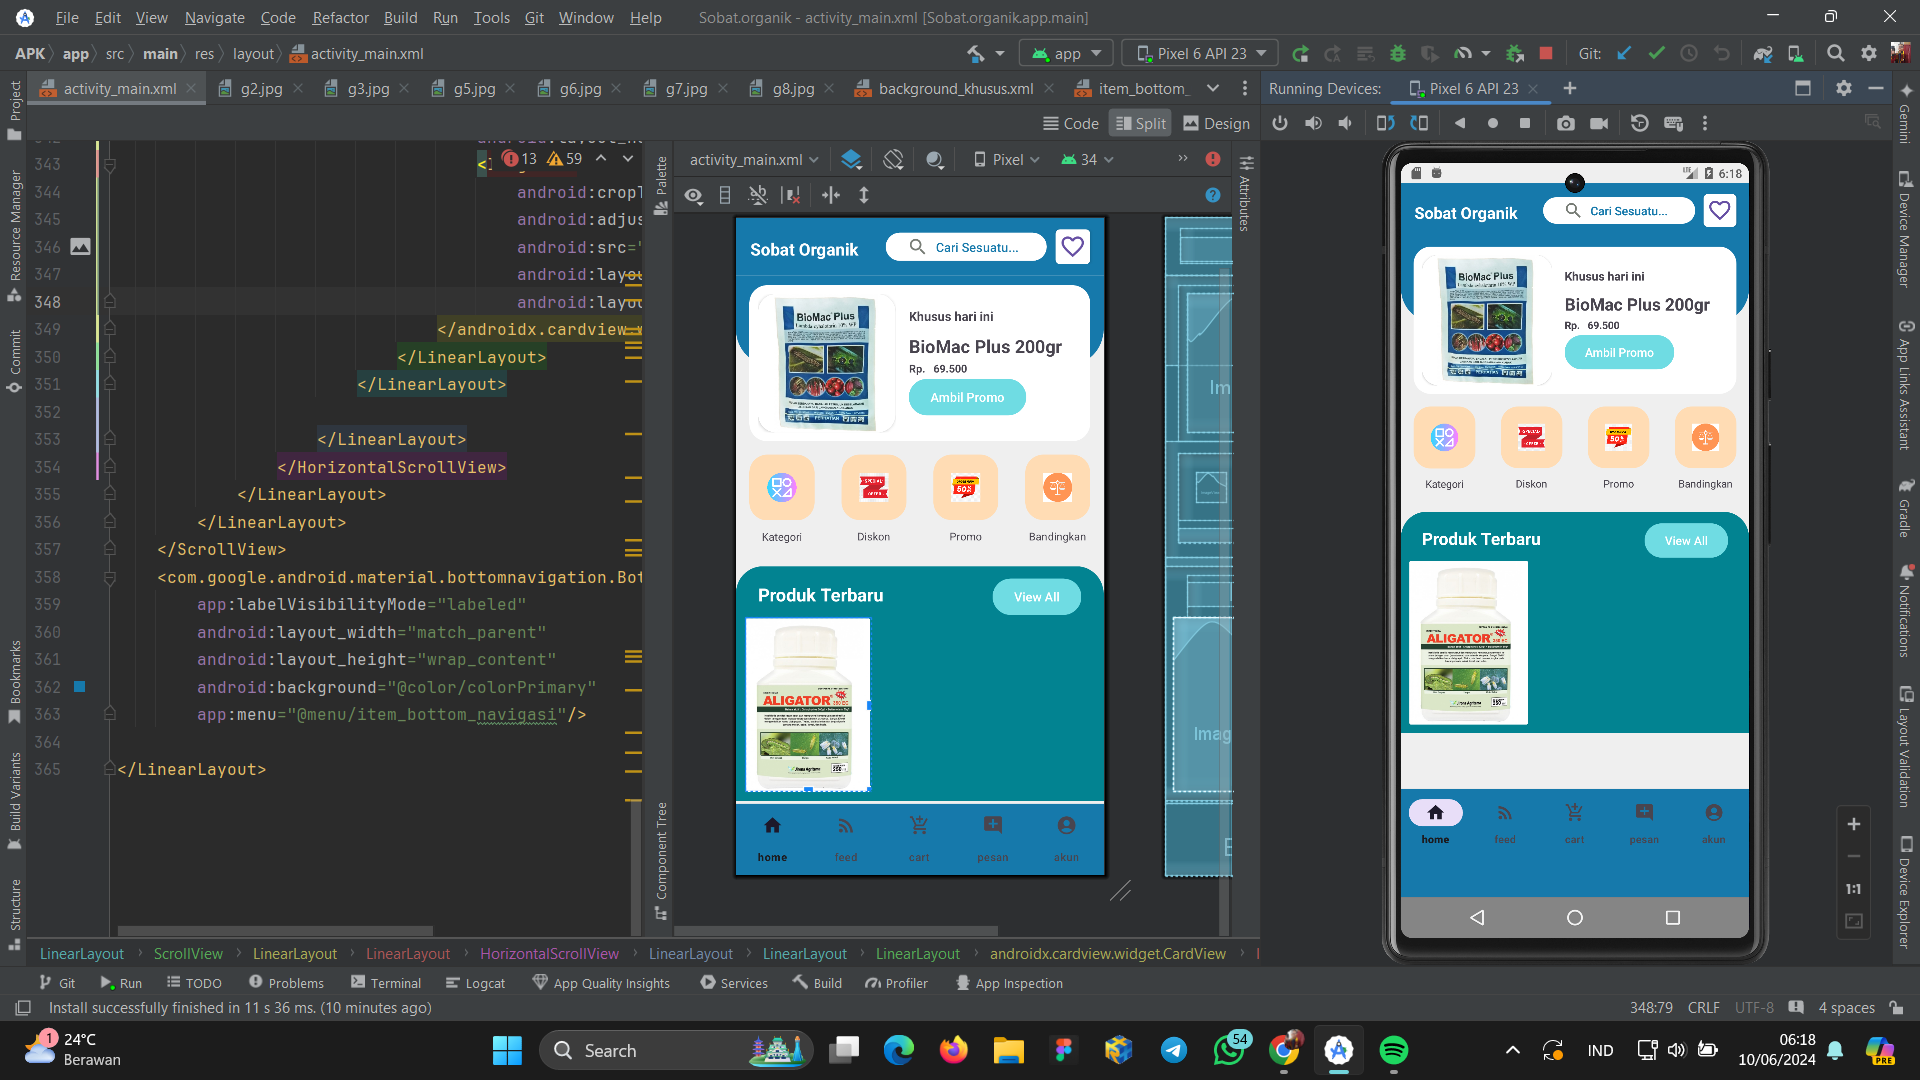 File Edit View Navigate Code Refactor Build Run Tools Git Window Help Sobat.organik - activity_main.xml [Sobat.organik.app.main]
APK app src main res layout activity_main.xml app Pixel 6 API 23 Git:
activity_main.xml g2.jpg g3.jpg g5.jpg g6.jpg g7.jpg g8.jpg background_khusus.xml item_bottom_ Running Devices: Pixel 6 API 23
Code Split Design
activity_main.xml Pixel 34
343 < 13 59
344 android:crop
345 android:adjus
346 android:src="
347 android:layou
348 android:layou
349 </androidx.cardview
350 </LinearLayout>
351 </LinearLayout>
352
353 </LinearLayout>
354 </HorizontalScrollView>
355 </LinearLayout>
356 </LinearLayout>
357 </ScrollView>
358 <com.google.android.material.bottomnavigation.Bot
359 app:labelVisibilityMode="labeled"
360 android:layout_width="match_parent"
361 android:layout_height="wrap_content"
362 android:background="@color/colorPrimary"
363 app:menu="@menu/item_bottom_navigasi"/>
364
365 </LinearLayout>
Project
Resource Manager
Commit
Bookmarks
Build Variants
Structure
Palette
Component Tree
Attributes
Sobat Organik Cari Sesuatu...
BioMac Plus
Khusus hari ini
BioMac Plus 200gr
Rp. 69.500
Ambil Promo
Kategori Diskon Promo Bandingkan
Produk Terbaru View All
ALIGATOR
home feed cart pesan akun
Im
Imag
6:18
Sobat Organik Cari Sesuatu...
BioMac Plus
Khusus hari ini
BioMac Plus 200gr
Rp. 69.500
Ambil Promo
Kategori Diskon Promo Bandingkan
Produk Terbaru View All
ALIGATOR
home feed cart pesan akun
1:1
Gemini
Device Manager
App Links Assistant
Gradle
Notifications
Layout Validation
Device Explorer
LinearLayout ScrollView LinearLayout LinearLayout HorizontalScrollView LinearLayout LinearLayout LinearLayout androidx.cardview.widget.CardView
Git Run TODO Problems Terminal Logcat App Quality Insights Services Build Profiler App Inspection
Install successfully finished in 11 s 36 ms. (10 minutes ago) 348:79 CRLF UTF-8 4 spaces
1 24°C
Berawan
Search
54
IND
06:18
10/06/2024
PRE